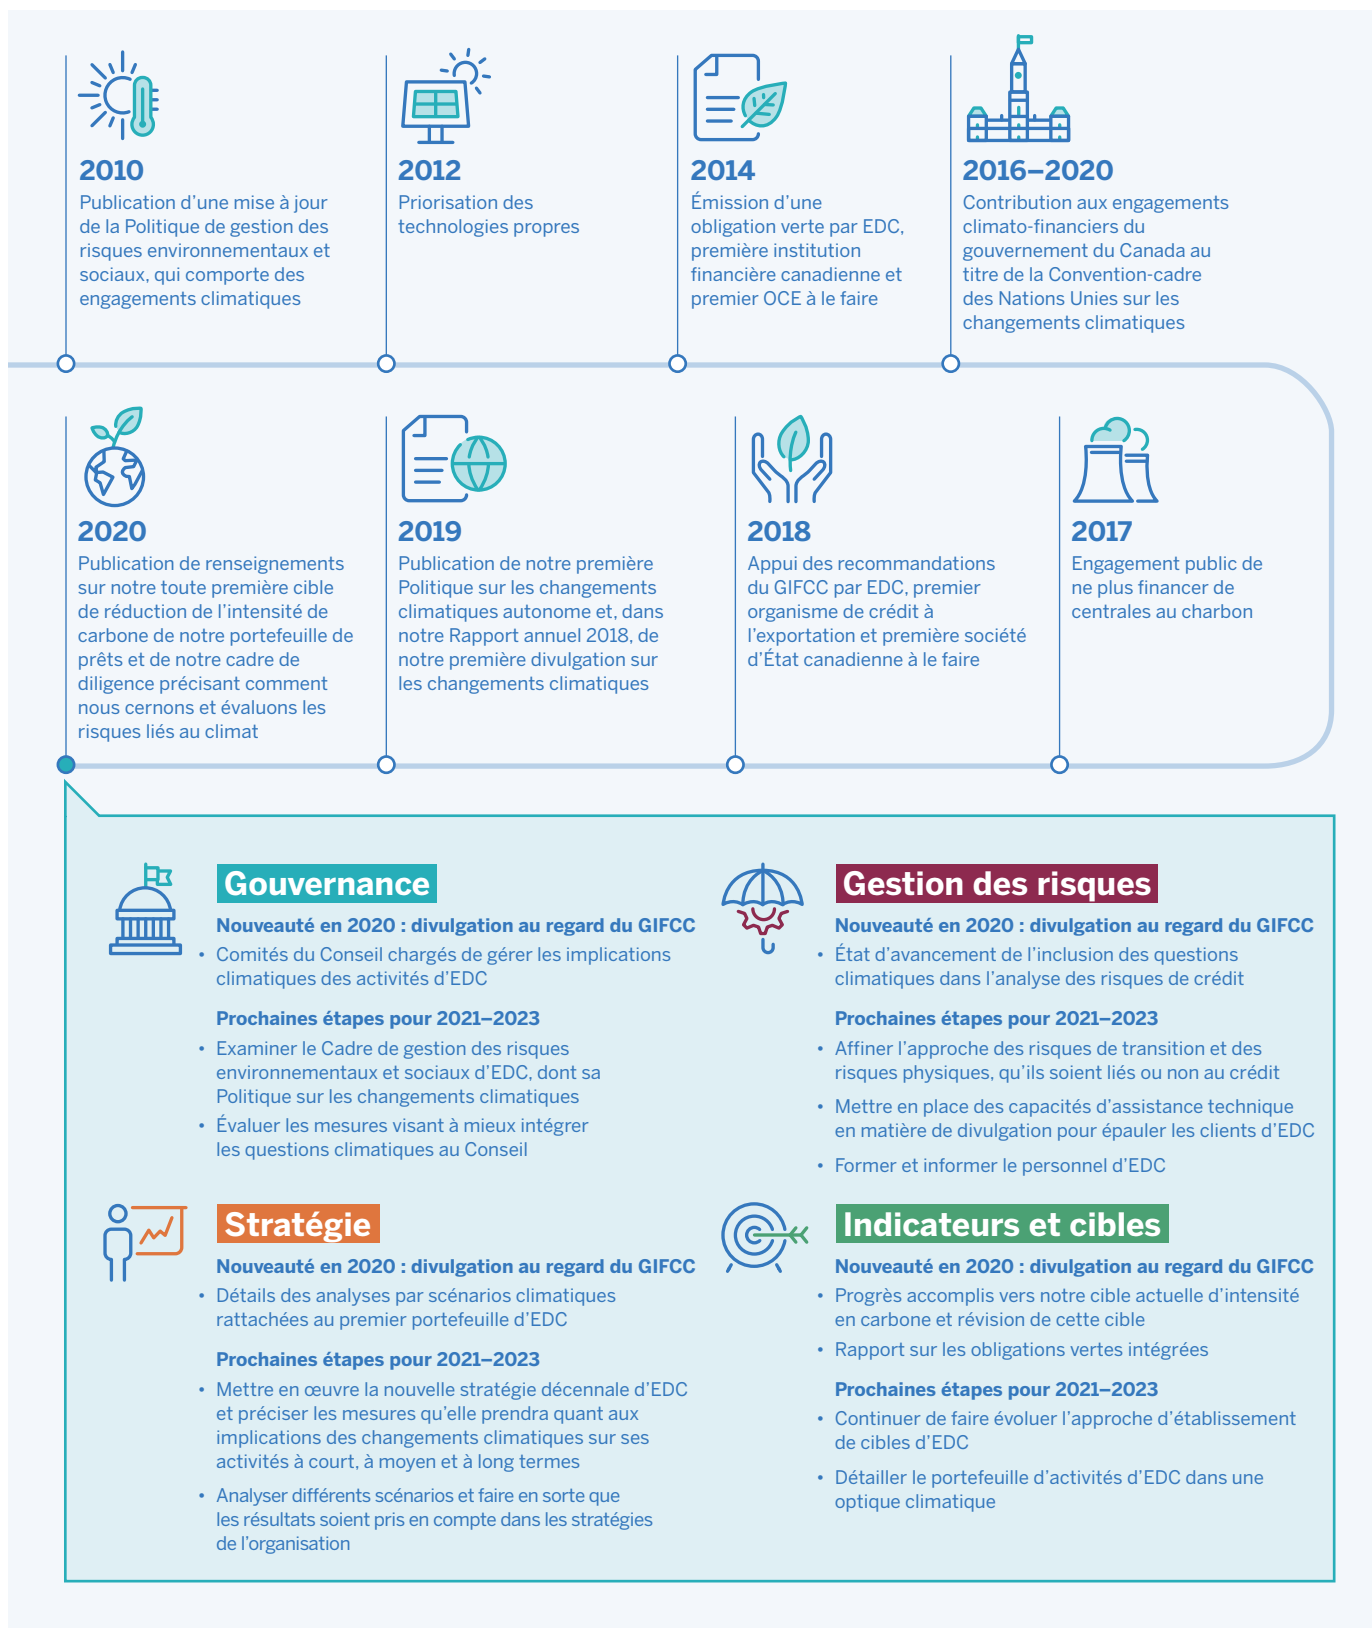 2010
Publication d'une mise à jour
de la Politique de gestion des
risques environnementaux et
sociaux, qui comporte des
engagements climatiques
2012
Priorisation des
technologies propres
2014
Émission d'une
obligation verte par EDC,
première institution
financière canadienne et
premier OCE à le faire
2016–2020
Contribution aux engagements
climato-financiers du
gouvernement du Canada au
titre de la Convention-cadre
des Nations Unies sur les
changements climatiques
2020
Publication de renseignements
sur notre toute première cible
de réduction de l'intensité de
carbone de notre portefeuille de
prêts et de notre cadre de
diligence précisant comment
nous cernons et évaluons les
risques liés au climat
2019
Publication de notre première
Politique sur les changements
climatiques autonome et, dans
notre Rapport annuel 2018, de
notre première divulgation sur
les changements climatiques
2018
Appui des recommandations
du GIFCC par EDC, premier
organisme de crédit à
l'exportation et première société
d'État canadienne à le faire
2017
Engagement public de
ne plus financer de
centrales au charbon
Gouvernance
Nouveauté en 2020 : divulgation au regard du GIFCC
• Comités du Conseil chargés de gérer les implications
climatiques des activités d'EDC
Prochaines étapes pour 2021–2023
• Examiner le Cadre de gestion des risques
environnementaux et sociaux d'EDC, dont sa
Politique sur les changements climatiques
• Évaluer les mesures visant à mieux intégrer
les questions climatiques au Conseil
Gestion des risques
Nouveauté en 2020 : divulgation au regard du GIFCC
• État d'avancement de l'inclusion des questions
climatiques dans l'analyse des risques de crédit
Prochaines étapes pour 2021–2023
• Affiner l'approche des risques de transition et des
risques physiques, qu'ils soient liés ou non au crédit
• Mettre en place des capacités d'assistance technique
en matière de divulgation pour épauler les clients d'EDC
• Former et informer le personnel d'EDC
Stratégie
Nouveauté en 2020 : divulgation au regard du GIFCC
• Détails des analyses par scénarios climatiques
rattachées au premier portefeuille d'EDC
Prochaines étapes pour 2021–2023
• Mettre en œuvre la nouvelle stratégie décennale d'EDC
et préciser les mesures qu'elle prendra quant aux
implications des changements climatiques sur ses
activités à court, à moyen et à long termes
• Analyser différents scénarios et faire en sorte que
les résultats soient pris en compte dans les stratégies
de l'organisation
Indicateurs et cibles
Nouveauté en 2020 : divulgation au regard du GIFCC
• Progrès accomplis vers notre cible actuelle d'intensité
en carbone et révision de cette cible
• Rapport sur les obligations vertes intégrées
Prochaines étapes pour 2021–2023
• Continuer de faire évoluer l'approche d'établissement
de cibles d'EDC
• Détailler le portefeuille d'activités d'EDC dans une
optique climatique